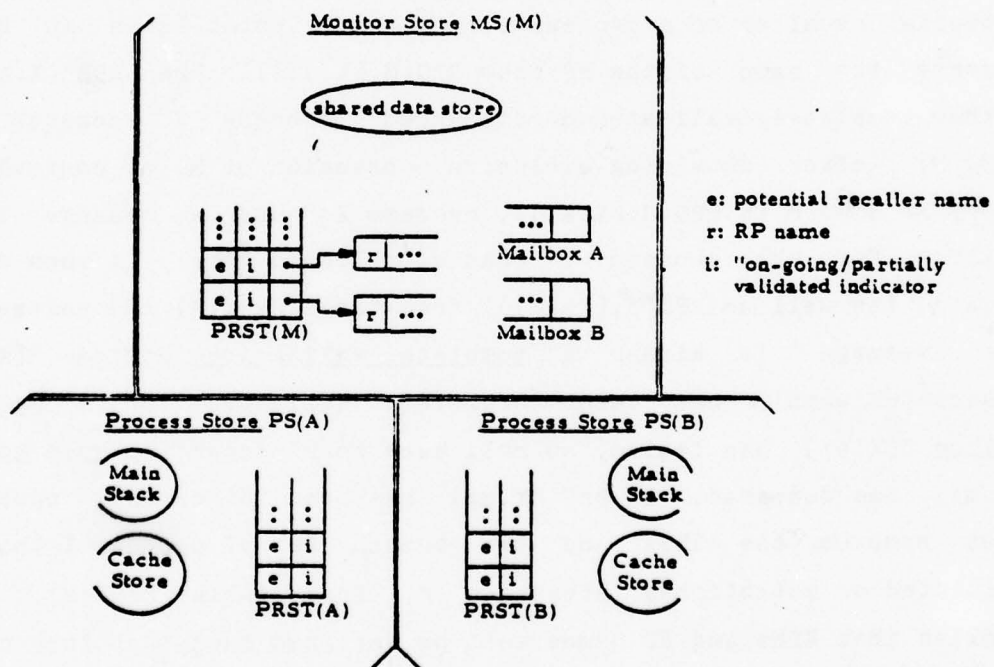 Monitor Store MS(M)
shared data store
e: potential recaller name
r: RP name
i: "on-going/partially
validated indicator
e i r ...
e i r ...
PRST(M)
...
Mailbox A
...
Mailbox B
Process Store PS(A)
Main
Stack
Cache
Store
e i
e i
PRST(A)
Process Store PS(B)
e i
e i
PRST(B)
Main
Stack
Cache
Store